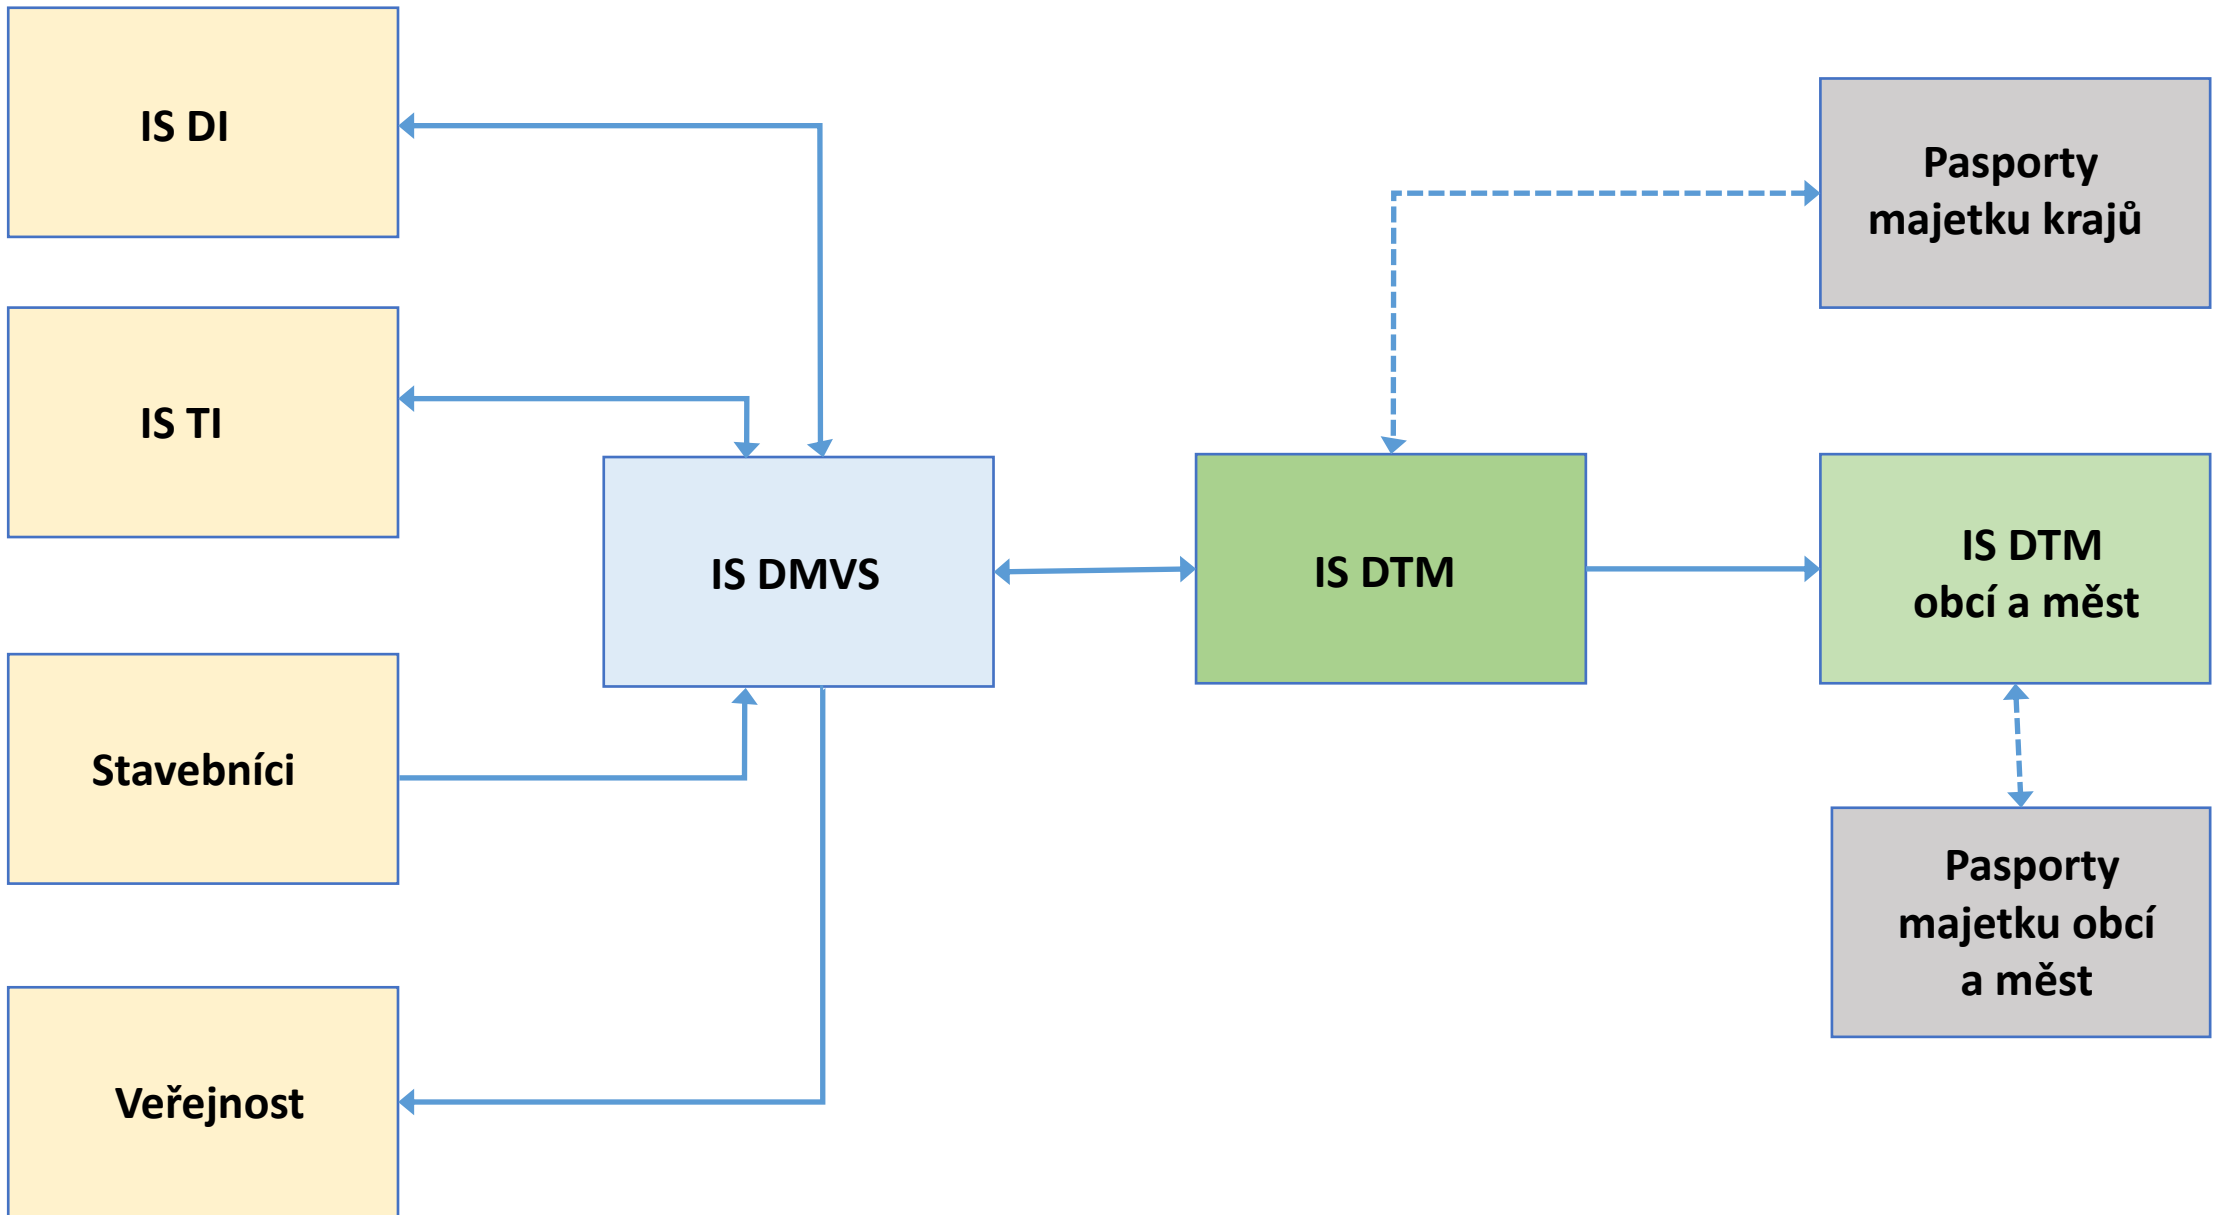 IS DI
IS TI
Stavebníci
Veřejnost
IS DMVS
IS DTM
Pasporty
majetku krajů
IS DTM
obcí a měst
Pasporty
majetku obcí
a měst